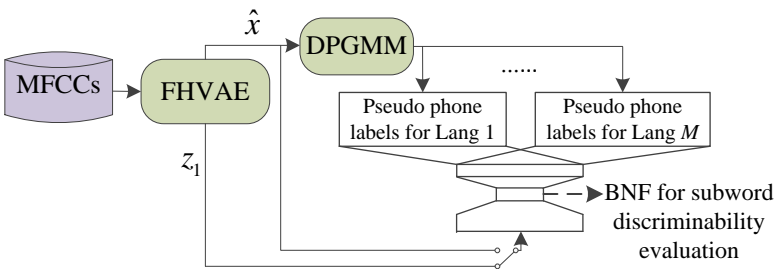 x̂
DPGMM
MFCCs
FHVAE
......
Pseudo phone
labels for Lang 1
Pseudo phone
labels for Lang M
z₁
BNF for subword
discriminability
evaluation